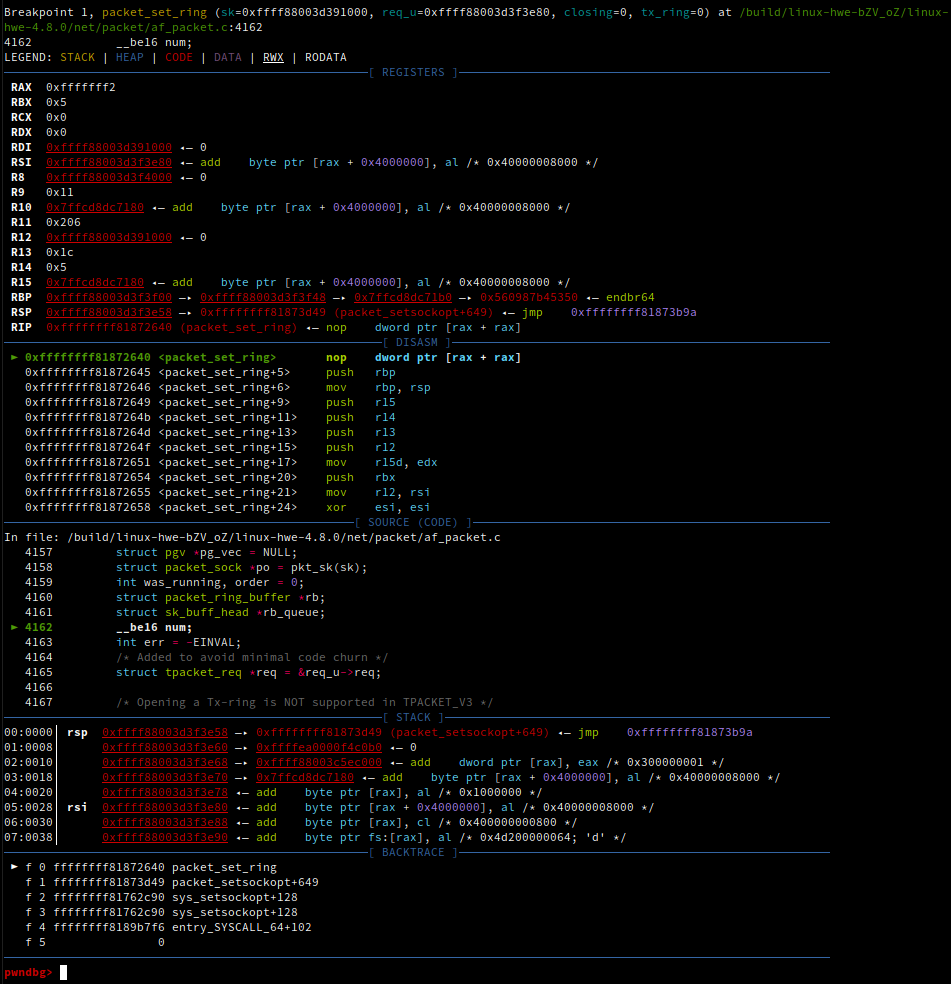 Breakpoint 1, packet_set_ring (sk=0xffff88003d391000, req_u=0xffff88003d3f3e80, closing=0, tx_ring=0) at /build/linux-hwe-bZV_oZ/linux-
hwe-4.8.0/net/packet/af_packet.c:4162
4162 __be16 num;
LEGEND: STACK | HEAP | CODE | DATA | RWX | RODATA
[ REGISTERS ]
RAX 0xfffffff2
RBX 0x5
RCX 0x0
RDX 0x0
RDI 0xffff88003d391000 ◂— 0
RSI 0xffff88003d3f3e80 ◂— add byte ptr [rax + 0x4000000], al /* 0x40000008000 */
R8 0xffff88003d3f4000 ◂— 0
R9 0x11
R10 0x7ffcd8dc7180 ◂— add byte ptr [rax + 0x4000000], al /* 0x40000008000 */
R11 0x206
R12 0xffff88003d391000 ◂— 0
R13 0x1c
R14 0x5
R15 0x7ffcd8dc7180 ◂— add byte ptr [rax + 0x4000000], al /* 0x40000008000 */
RBP 0xffff88003d3f3f00 —▸ 0xffff88003d3f3f48 —▸ 0x7ffcd8dc71b0 —▸ 0x560987b45350 ◂— endbr64
RSP 0xffff88003d3f3e58 —▸ 0xffffffff81873d49 (packet_setsockopt+649) ◂— jmp 0xffffffff81873b9a
RIP 0xffffffff81872640 (packet_set_ring) ◂— nop dword ptr [rax + rax]
[ DISASM ]
► 0xffffffff81872640 <packet_set_ring> nop dword ptr [rax + rax]
0xffffffff81872645 <packet_set_ring+5> push rbp
0xffffffff81872646 <packet_set_ring+6> mov rbp, rsp
0xffffffff81872649 <packet_set_ring+9> push r15
0xffffffff8187264b <packet_set_ring+11> push r14
0xffffffff8187264d <packet_set_ring+13> push r13
0xffffffff8187264f <packet_set_ring+15> push r12
0xffffffff81872651 <packet_set_ring+17> mov r15d, edx
0xffffffff81872654 <packet_set_ring+20> push rbx
0xffffffff81872655 <packet_set_ring+21> mov r12, rsi
0xffffffff81872658 <packet_set_ring+24> xor esi, esi
[ SOURCE (CODE) ]
In file: /build/linux-hwe-bZV_oZ/linux-hwe-4.8.0/net/packet/af_packet.c
4157 struct pgv *pg_vec = NULL;
4158 struct packet_sock *po = pkt_sk(sk);
4159 int was_running, order = 0;
4160 struct packet_ring_buffer *rb;
4161 struct sk_buff_head *rb_queue;
► 4162 __be16 num;
4163 int err = -EINVAL;
4164 /* Added to avoid minimal code churn */
4165 struct tpacket_req *req = &req_u->req;
4166
4167 /* Opening a Tx-ring is NOT supported in TPACKET_V3 */
[ STACK ]
00:0000│ rsp 0xffff88003d3f3e58 —▸ 0xffffffff81873d49 (packet_setsockopt+649) ◂— jmp 0xffffffff81873b9a
01:0008│ 0xffff88003d3f3e60 —▸ 0xffffea0000f4c0b0 ◂— 0
02:0010│ 0xffff88003d3f3e68 —▸ 0xffff88003c5ec000 ◂— add dword ptr [rax], eax /* 0x300000001 */
03:0018│ 0xffff88003d3f3e70 —▸ 0x7ffcd8dc7180 ◂— add byte ptr [rax + 0x4000000], al /* 0x40000008000 */
04:0020│ 0xffff88003d3f3e78 ◂— add byte ptr [rax], al /* 0x1000000 */
05:0028│ rsi 0xffff88003d3f3e80 ◂— add byte ptr [rax + 0x4000000], al /* 0x40000008000 */
06:0030│ 0xffff88003d3f3e88 ◂— add byte ptr [rax], cl /* 0x400000000800 */
07:0038│ 0xffff88003d3f3e90 ◂— add byte ptr fs:[rax], al /* 0x4d200000064; 'd' */
[ BACKTRACE ]
► f 0 ffffffff81872640 packet_set_ring
f 1 ffffffff81873d49 packet_setsockopt+649
f 2 ffffffff81762c90 sys_setsockopt+128
f 3 ffffffff81762c90 sys_setsockopt+128
f 4 ffffffff8189b7f6 entry_SYSCALL_64+102
f 5 0
pwndbg>